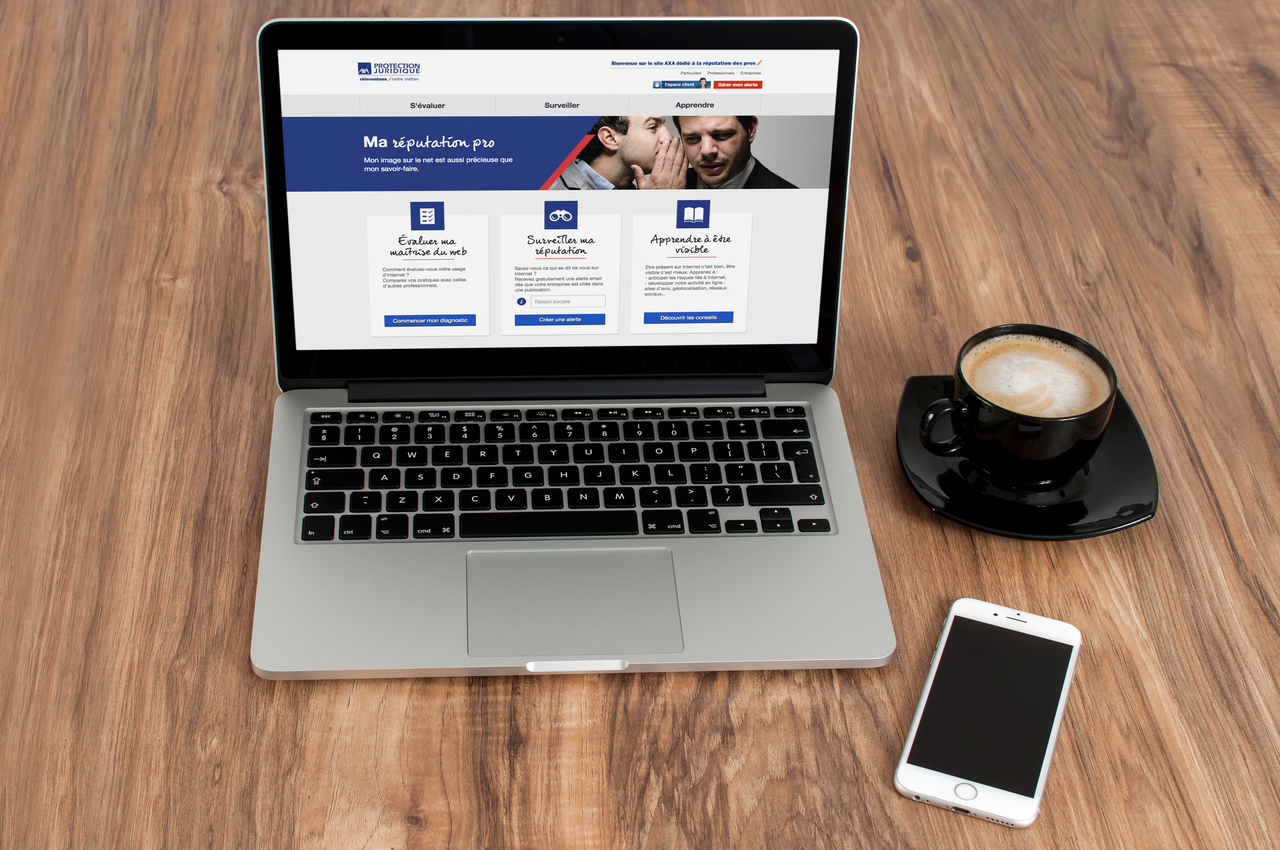 AXA PROTECTION
JURIDIQUE
réinventons / notre métier
Bienvenue sur le site AXA dédié à la réputation des pros
Particuliers Professionnels Entreprises
Espace client Gérer mon alerte
S'évaluer Surveiller Apprendre
Ma réputation pro
Mon image sur le net est aussi précieuse que
mon savoir-faire.
Évaluer ma
maîtrise du web
Comment évaluez-vous votre usage
d'Internet ?
Comparez vos pratiques avec celles
d'autres professionnels.
Commencer mon diagnostic
Surveiller ma
réputation
Savez-vous ce qui se dit de vous sur
Internet ?
Recevez gratuitement une alerte email
dès que votre entreprise est citée dans
une publication.
i Raison sociale
Créer une alerte
Apprendre à être
visible
Etre présent sur Internet c'est bien, être
visible c'est mieux. Apprenez à :
- anticiper les risques liés à Internet,
- développer votre activité en ligne :
sites d'avis, géolocalisation, réseaux
sociaux..
Découvrir les conseils
esc
± § ! 1 @ 2 # 3 $ 4 % 5 ^ 6 & 7 * 8 ( 9 ) 0 - + =
Q W E R T Y U I O P { [ } ]
A S D F G H J K L : ; " ' | \
~ Z X C V B N M < , > . ? /
fn ctrl alt cmd ⌘ ⌘ cmd alt